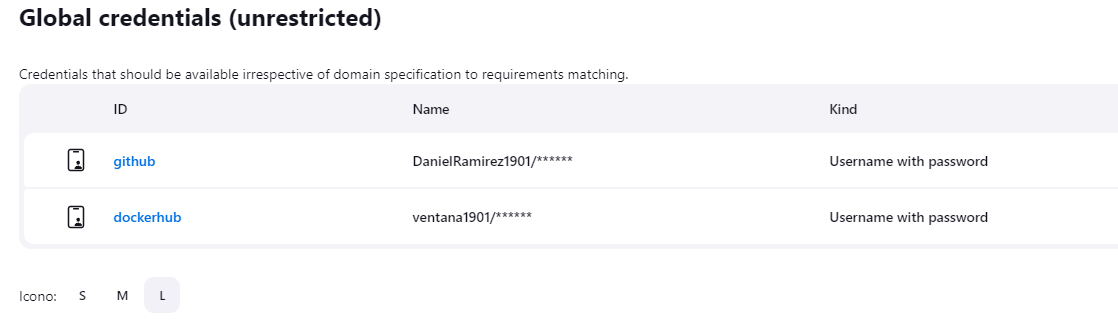 Global credentials (unrestricted)
Credentials that should be available irrespective of domain specification to requirements matching.
ID Name Kind
github DanielRamirez1901/****** Username with password
dockerhub ventana1901/****** Username with password
Icono: S M L